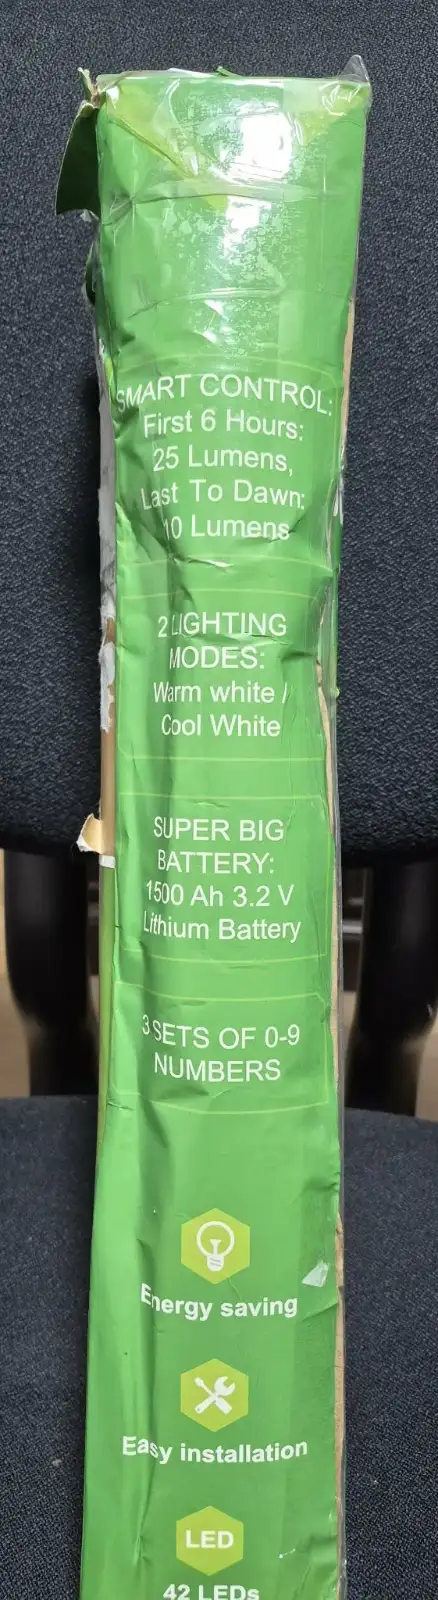 SMART CONTROL:
First 6 Hours:
25 Lumens,
Last To Dawn:
10 Lumens
2 LIGHTING
MODES:
Warm white /
Cool White
SUPER BIG
BATTERY:
1500 Ah 3.2 V
Lithium Battery
3 SETS OF 0-9
NUMBERS
Energy saving
Easy installation
LED
42 LEDs